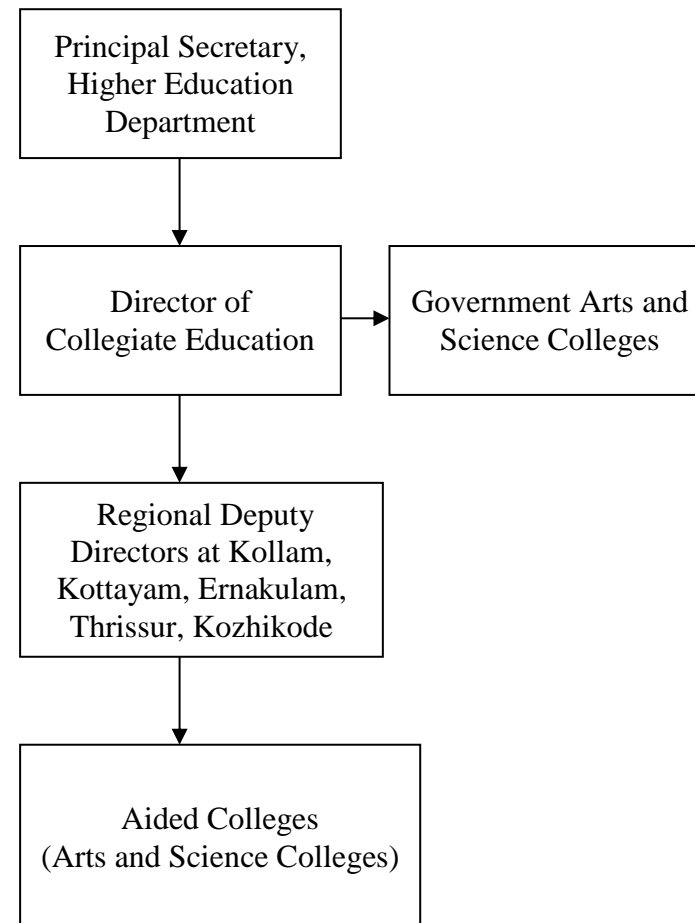 Principal Secretary,
Higher Education
Department
Director of
Collegiate Education
Government Arts and
Science Colleges
Regional Deputy
Directors at Kollam,
Kottayam, Ernakulam,
Thrissur, Kozhikode
Aided Colleges
(Arts and Science Colleges)